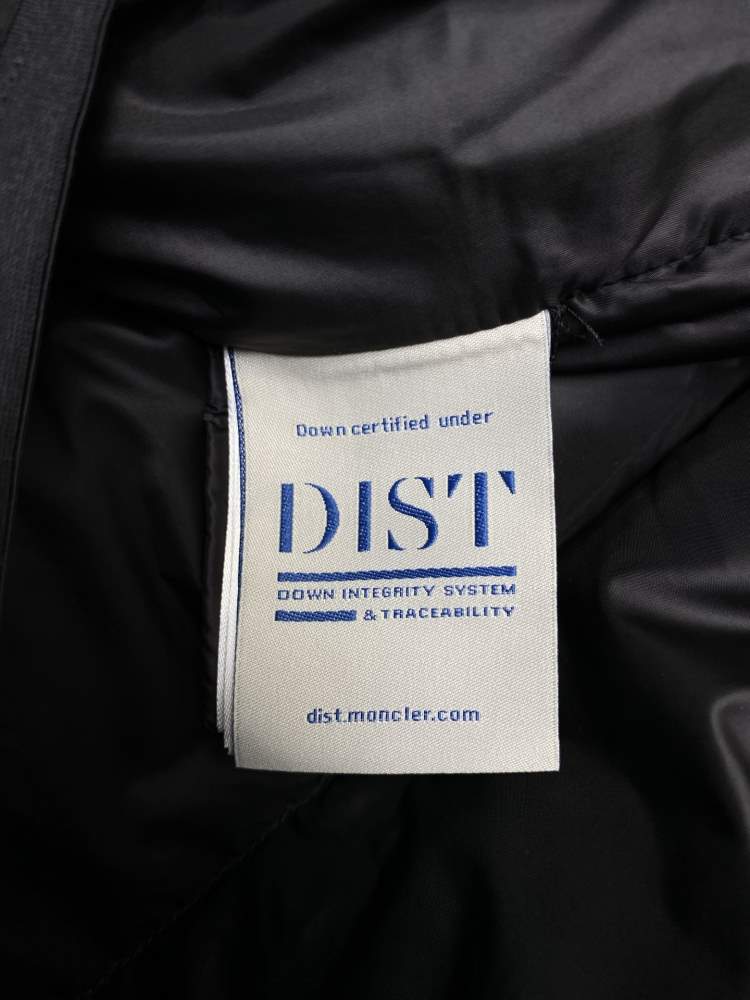 Down certified under
DIST
DOWN INTEGRITY SYSTEM
& TRACEABILITY
dist.moncler.com